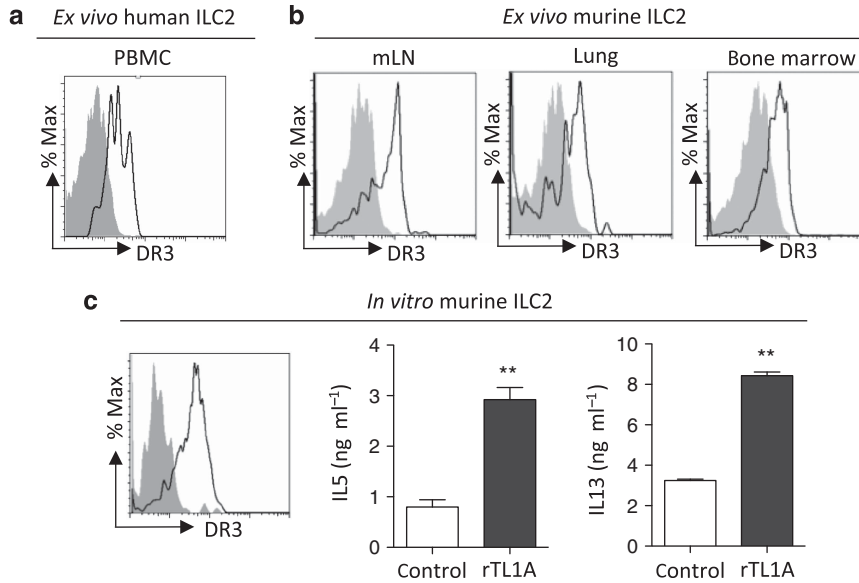 a
Ex vivo human ILC2
PBMC
% Max
DR3
b
Ex vivo murine ILC2
mLN
% Max
DR3
Lung
% Max
DR3
Bone marrow
% Max
DR3
c
In vitro murine ILC2
% Max
DR3
IL5 (ng ml⁻¹)
4
3
2
1
0
**
Control
rTL1A
IL13 (ng ml⁻¹)
10
8
6
4
2
0
**
Control
rTL1A